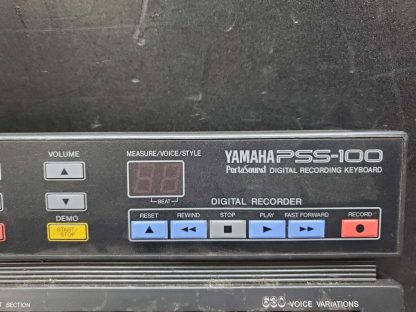 VOLUME
MEASURE/VOICE/STYLE
YAMAHA PSS-100
PortaSound DIGITAL RECORDING KEYBOARD
BEAT
DIGITAL RECORDER
DEMO
START/
STOP
RESET REWIND STOP PLAY FAST FORWARD RECORD
SECTION
630 VOICE VARIATIONS